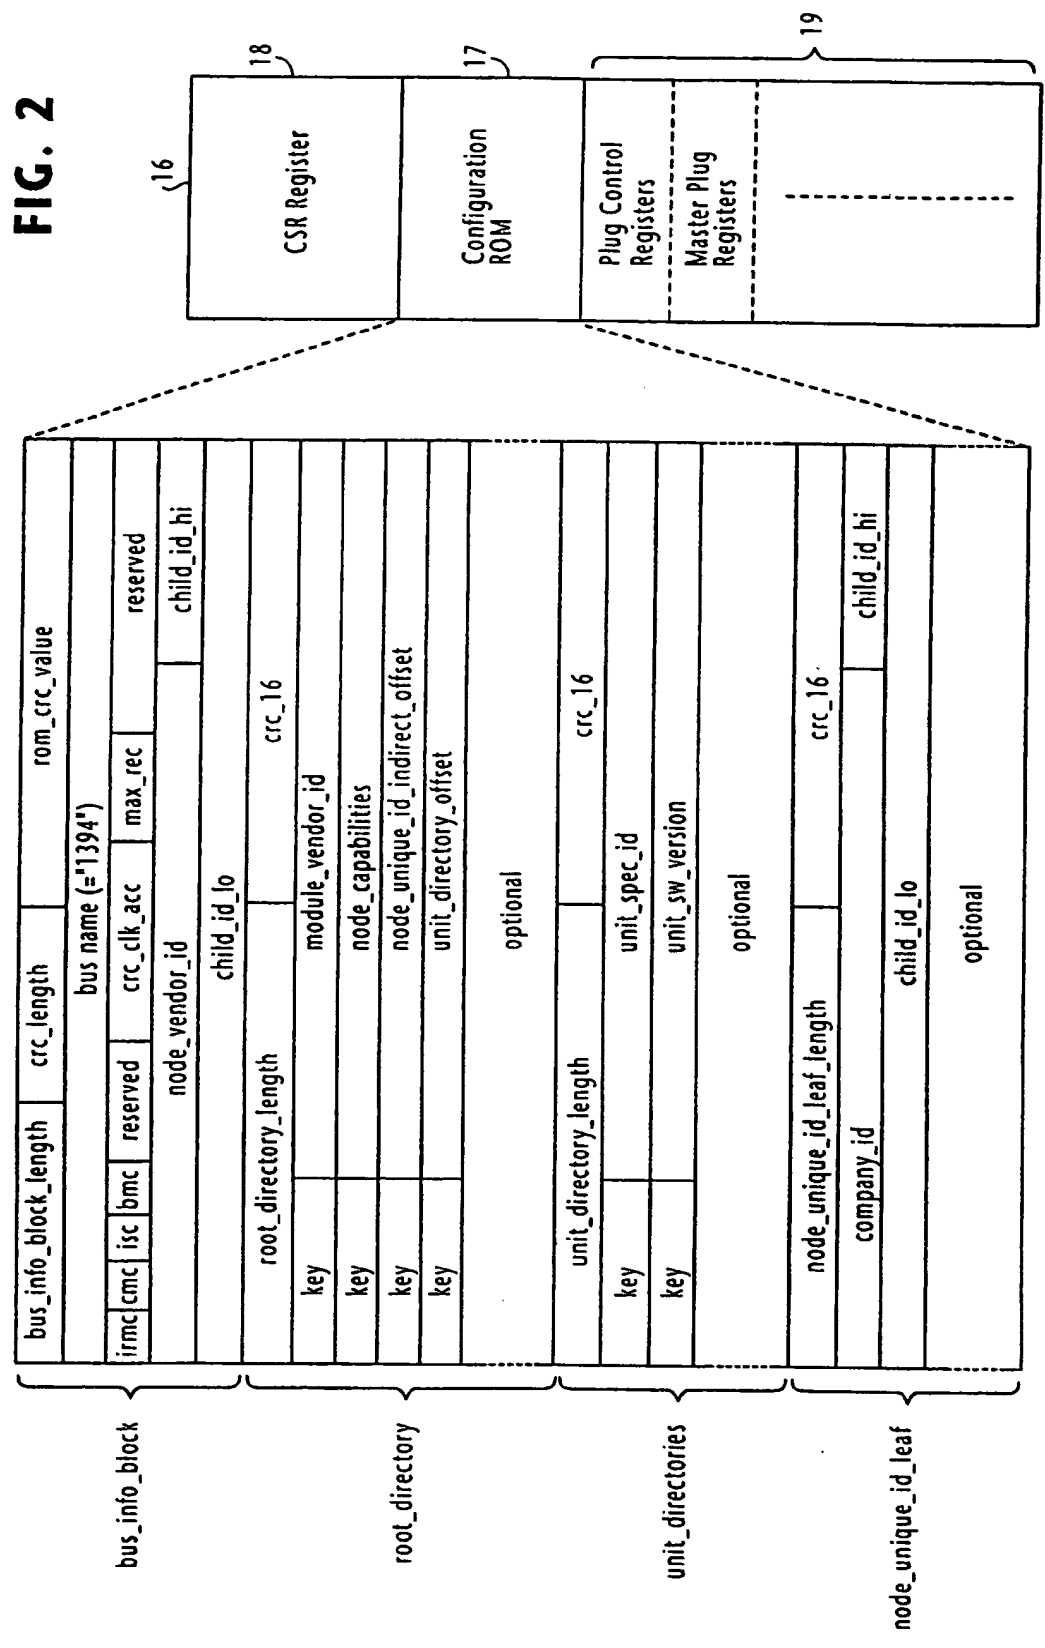 FIG. 2
16
CSR Register
18
Configuration
ROM
17
Plug Control
Registers
Master Plug
Registers
19
bus_info_block
bus_info_block_length
crc_length
rom_crc_value
bus name (="1394")
irmc
cmc
isc
bmc
reserved
crc_clk_acc
max_rec
reserved
node_vendor_id
child_id_hi
child_id_lo
root_directory
root_directory_length
crc_16
key
module_vendor_id
key
node_capabilities
key
node_unique_id_indirect_offset
key
unit_directory_offset
optional
unit_directories
unit_directory_length
crc_16
key
unit_spec_id
key
unit_sw_version
optional
node_unique_id_leaf
node_unique_id_leaf_length
crc_16
company_id
child_id_hi
child_id_lo
optional